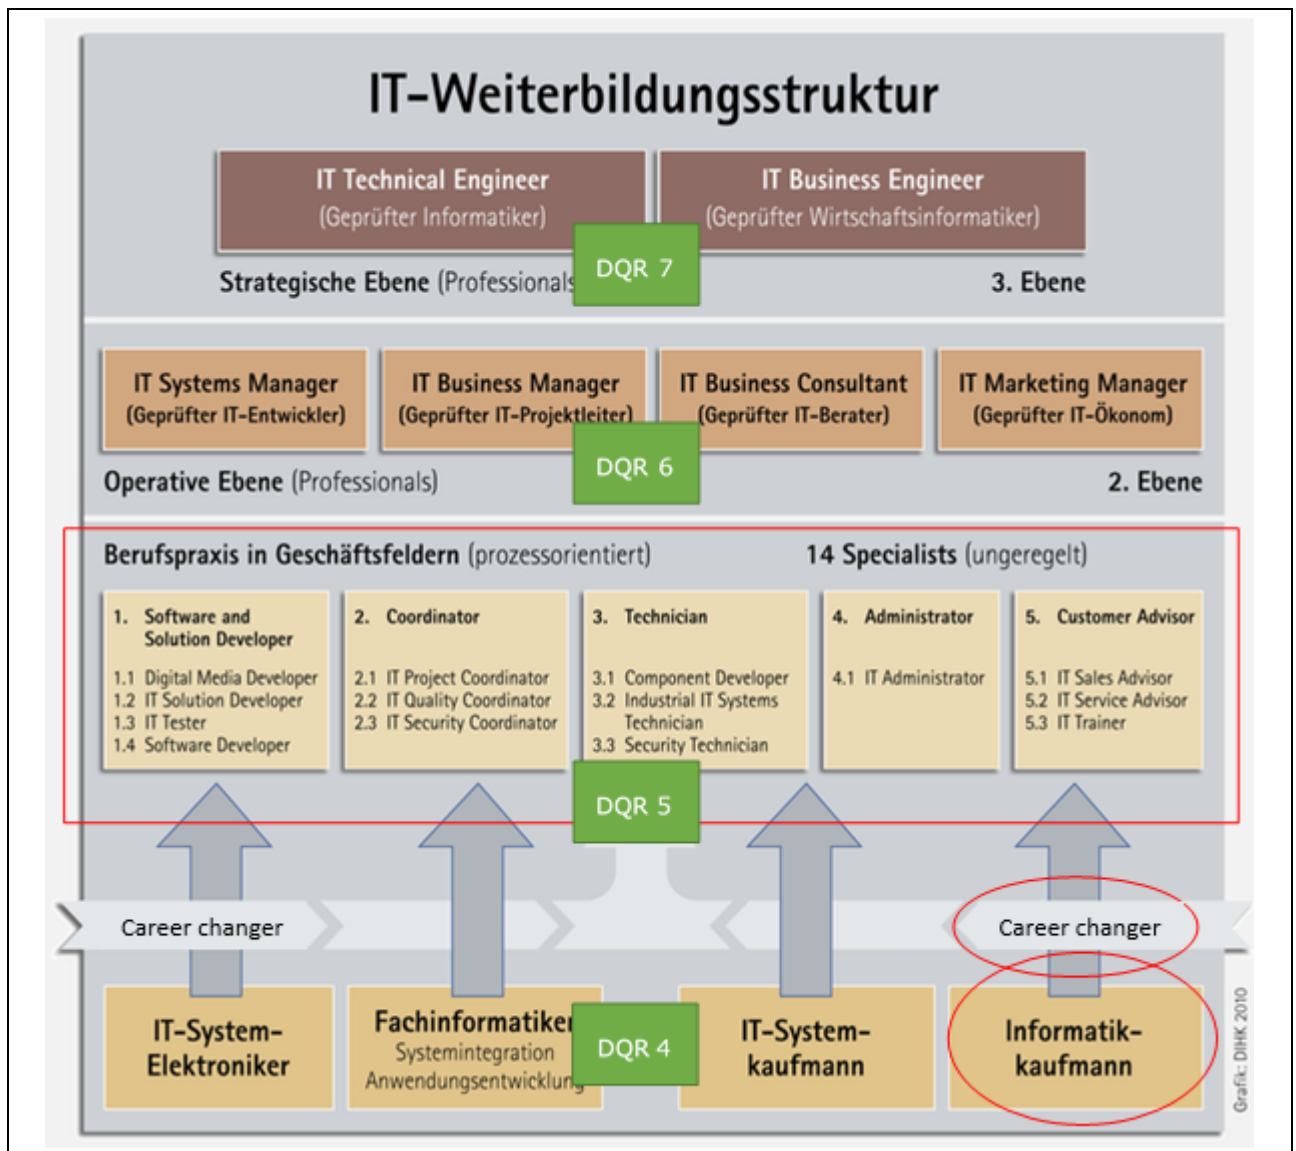 IT-Weiterbildungsstruktur
IT Technical Engineer
(Geprüfter Informatiker)
IT Business Engineer
(Geprüfter Wirtschaftsinformatiker)
DQR 7
Strategische Ebene (Professionals
3. Ebene
IT Systems Manager
(Geprüfter IT-Entwickler)
IT Business Manager
(Geprüfter IT-Projektleiter)
IT Business Consultant
(Geprüfter IT-Berater)
IT Marketing Manager
(Geprüfter IT-Ökonom)
DQR 6
Operative Ebene (Professionals)
2. Ebene
Berufspraxis in Geschäftsfeldern (prozessorientiert)
14 Specialists (ungeregelt)
1. Software and
Solution Developer
1.1 Digital Media Developer
1.2 IT Solution Developer
1.3 IT Tester
1.4 Software Developer
2. Coordinator
2.1 IT Project Coordinator
2.2 IT Quality Coordinator
2.3 IT Security Coordinator
3. Technician
3.1 Component Developer
3.2 Industrial IT Systems
Technician
3.3 Security Technician
4. Administrator
4.1 IT Administrator
5. Customer Advisor
5.1 IT Sales Advisor
5.2 IT Service Advisor
5.3 IT Trainer
DQR 5
Career changer
Career changer
IT-System-
Elektroniker
Fachinformatiker
Systemintegration
Anwendungsentwicklung
DQR 4
IT-System-
kaufmann
Informatik-
kaufmann
Grafik: DIHK 2010